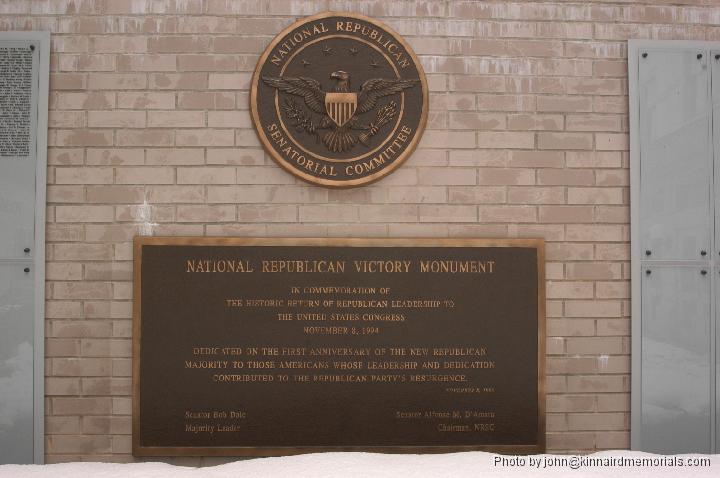 NATIONAL REPUBLICAN
SENATORIAL COMMITTEE
NATIONAL REPUBLICAN VICTORY MONUMENT
IN COMMEMORATION OF
THE HISTORIC RETURN OF REPUBLICAN LEADERSHIP TO
THE UNITED STATES CONGRESS
NOVEMBER 8, 1994
DEDICATED ON THE FIRST ANNIVERSARY OF THE NEW REPUBLICAN
MAJORITY TO THOSE AMERICANS WHOSE LEADERSHIP AND DEDICATION
CONTRIBUTED TO THE REPUBLICAN PARTY'S RESURGENCE.
NOVEMBER 8, 1995
Senator Bob Dole
Majority Leader
Senator Alfonse M. D'Amato
Chairman, NRSC
Photo by john@kinnairdmemorials.com